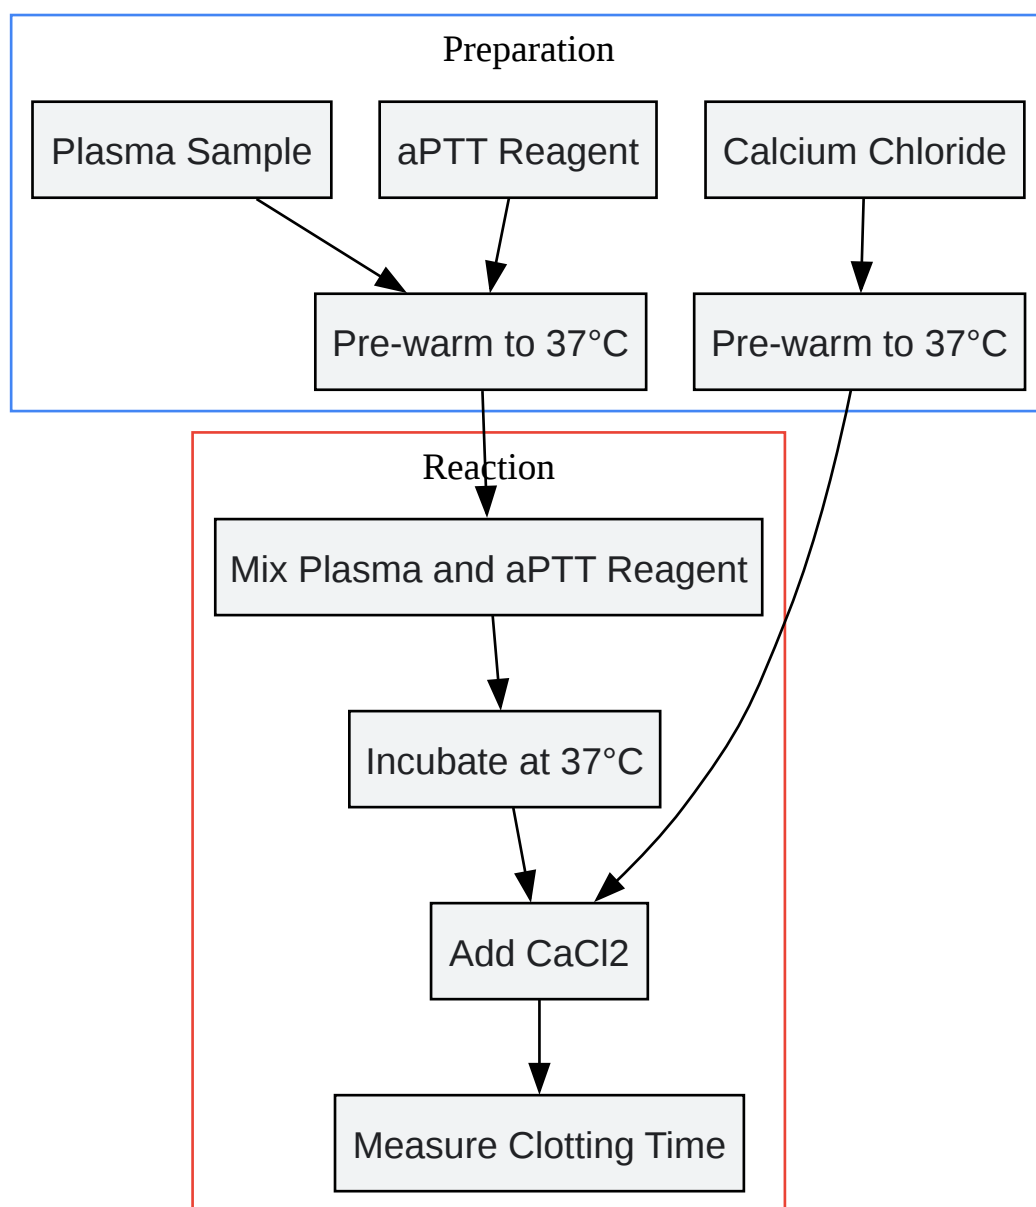 Preparation
Plasma Sample
aPTT Reagent
Calcium Chloride
Pre-warm to 37°C
Pre-warm to 37°C
Reaction
Mix Plasma and aPTT Reagent
Incubate at 37°C
Add CaCl2
Measure Clotting Time